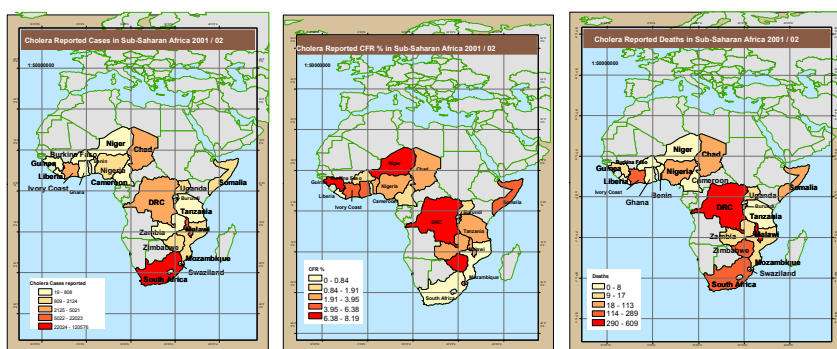 Cholera Reported Cases in Sub-Saharan Africa 2001 / 02
1:50000000
Niger
Chad
Burkina Faso
Benin
Guinea
Nigeria
Liberia
Ivory Coast
Ghana
Cameroon
Uganda
Somalia
DRC
Burundi
Tanzania
Zambia
Malawi
Zimbabwe
Mozambique
Swaziland
South Africa
Cholera Cases reported
19 - 808
809 - 2124
2125 - 5021
5022 - 22023
22024 - 120576
Cholera Reported CFR % in Sub-Saharan Africa 2001 / 02
1:50000000
Niger
Chad
Guinea
Nigeria
Liberia
Ivory Coast
Cameroon
Burundi
DRC
Tanzania
Malawi
Mozambique
South Africa
CFR %
0 - 0.84
0.84 - 1.91
1.91 - 3.95
3.95 - 6.38
6.38 - 8.19
Cholera Reported Deaths in Sub-Saharan Africa 2001 / 02
1:50000000
Niger
Chad
Burkina Faso
Guinea
Nigeria
Liberia
Cameroon
Ivory Coast
Ghana
Benin
Uganda
Somalia
DRC
Burundi
Tanzania
Zambia
Malawi
Zimbabwe
Mozambique
Swaziland
South Africa
Deaths
0 - 8
9 - 17
18 - 113
114 - 289
290 - 609